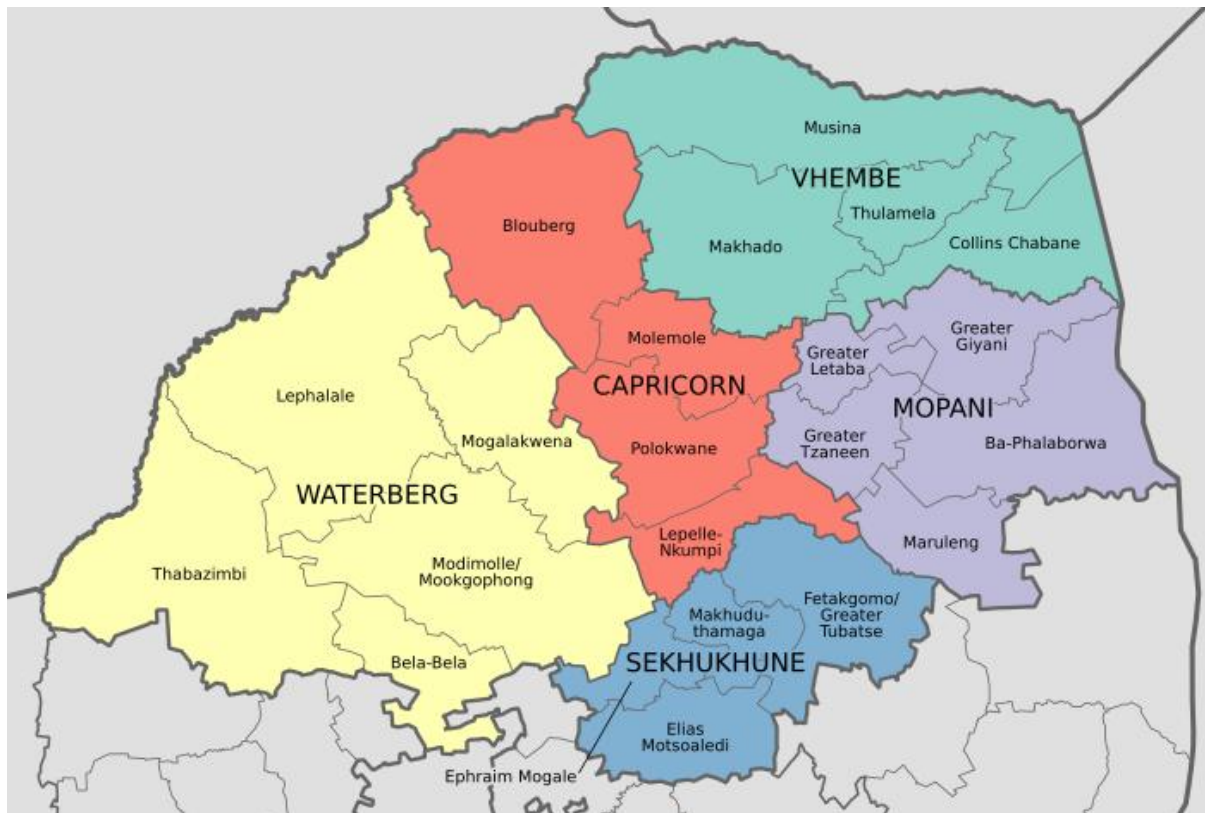 Musina
VHEMBE
Thulamela
Blouberg
Makhado
Collins Chabane
Molemole
Greater
Giyani
Greater
Letaba
CAPRICORN
Lephalale
MOPANI
Mogalakwena
Polokwane
Greater
Tzaneen
Ba-Phalaborwa
WATERBERG
Lepelle-
Nkumpi
Maruleng
Thabazimbi
Modimolle/
Mookgophong
Makhudu-
thamaga
Fetakgomo/
Greater
Tubatse
Bela-Bela
SEKHUKHUNE
Elias
Motsoaledi
Ephraim Mogale